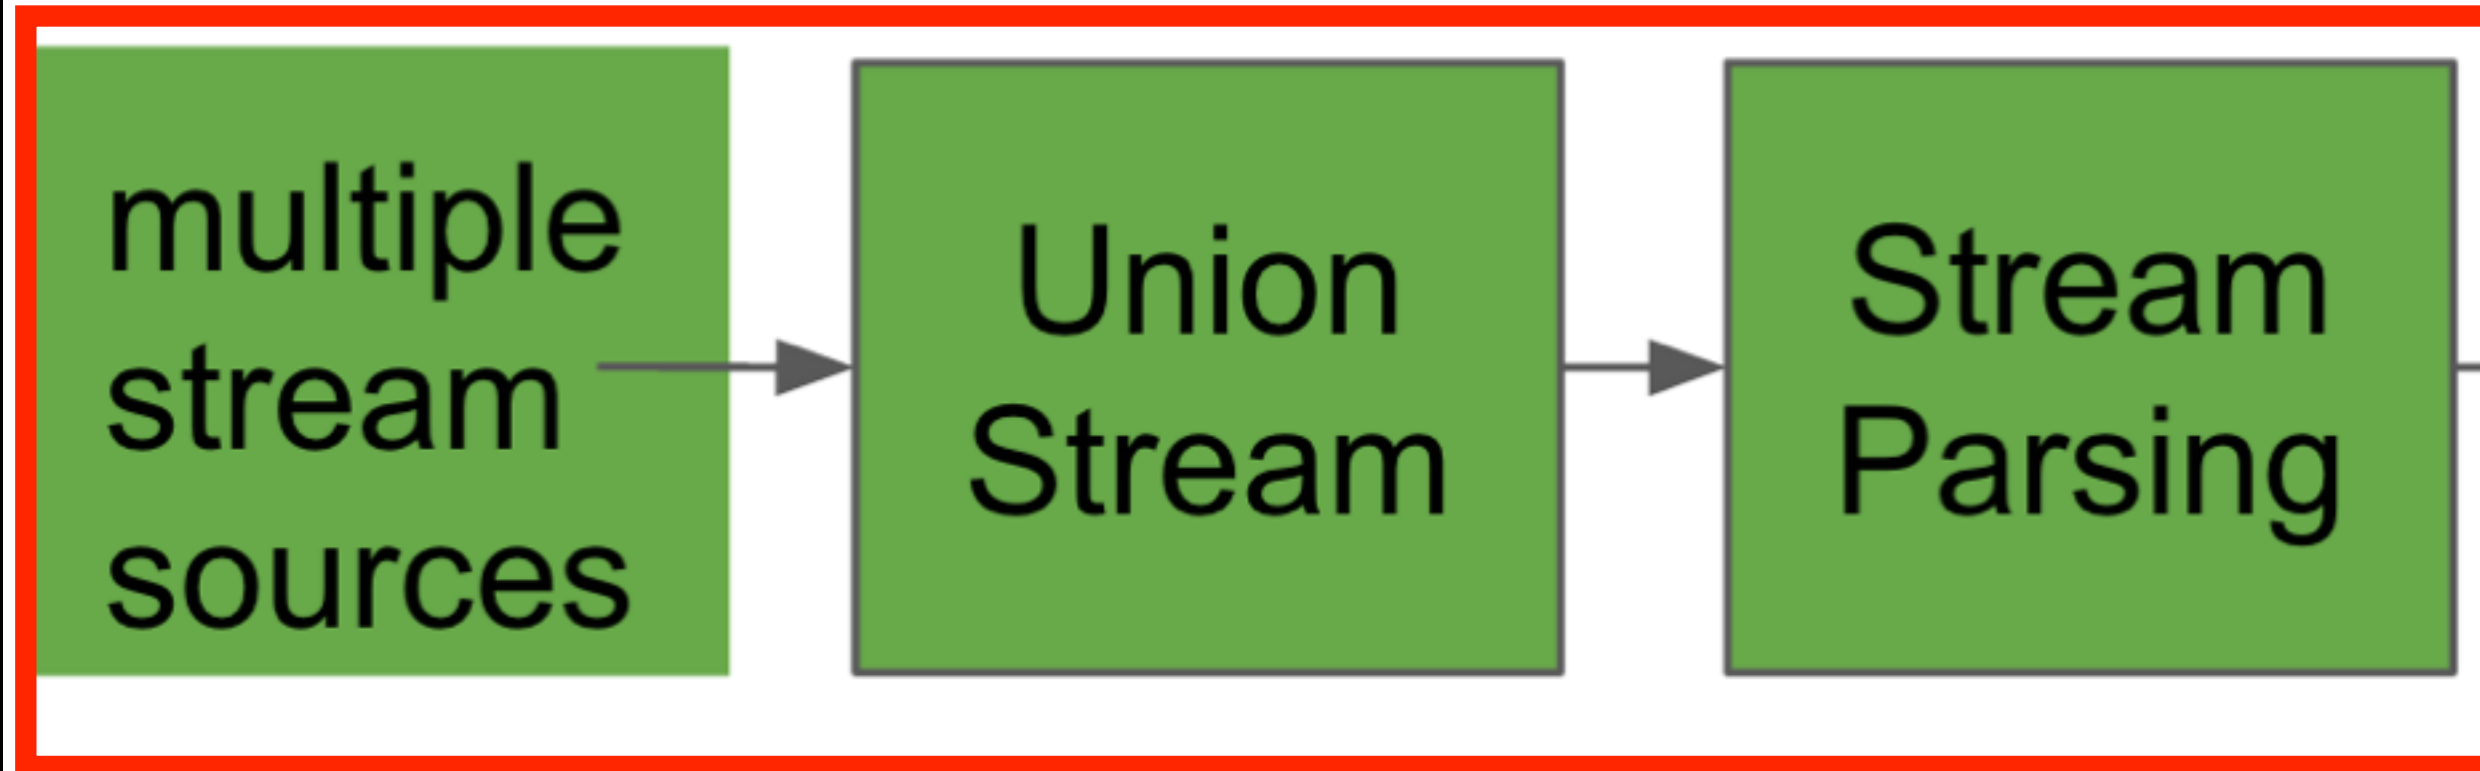 multiple
stream
sources
Union
Stream
Stream
Parsing